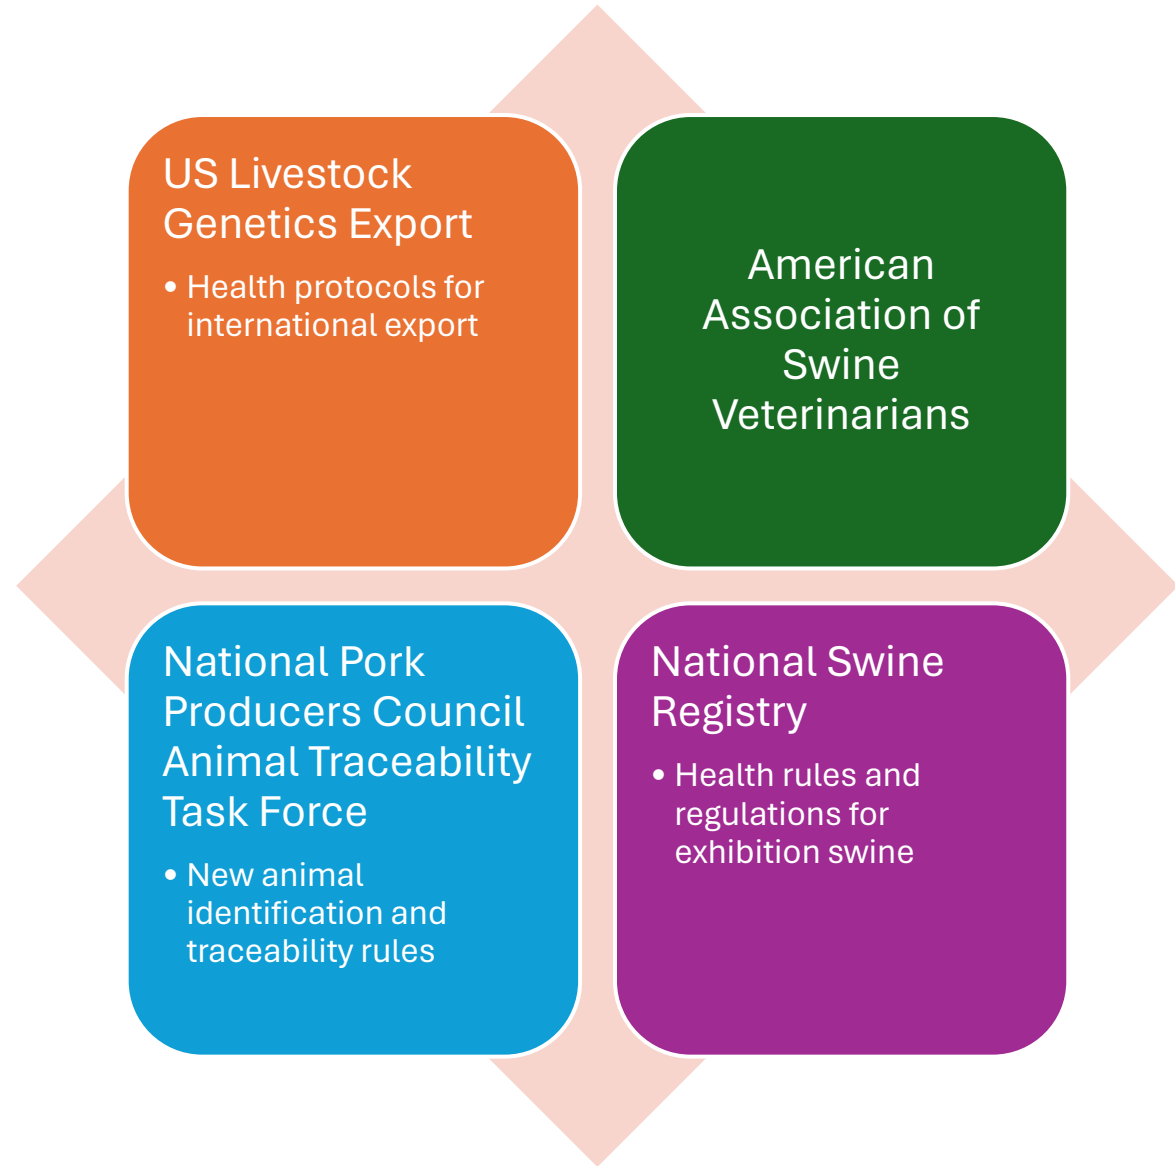 US Livestock
Genetics Export
• Health protocols for
international export
American
Association of
Swine
Veterinarians
National Pork
Producers Council
Animal Traceability
Task Force
• New animal
identification and
traceability rules
National Swine
Registry
• Health rules and
regulations for
exhibition swine